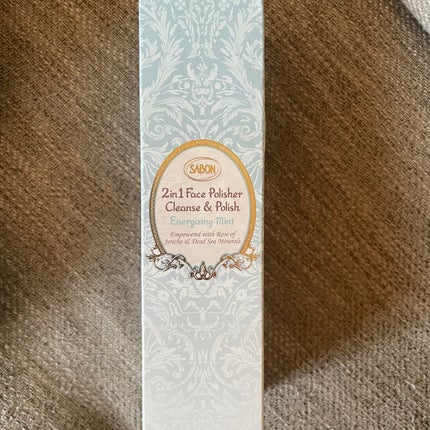 SABON
2in1 Face Polisher
Cleanse & Polish
Energizing Mint
Empowered with Rose of
Jericho & Dead Sea Minerals